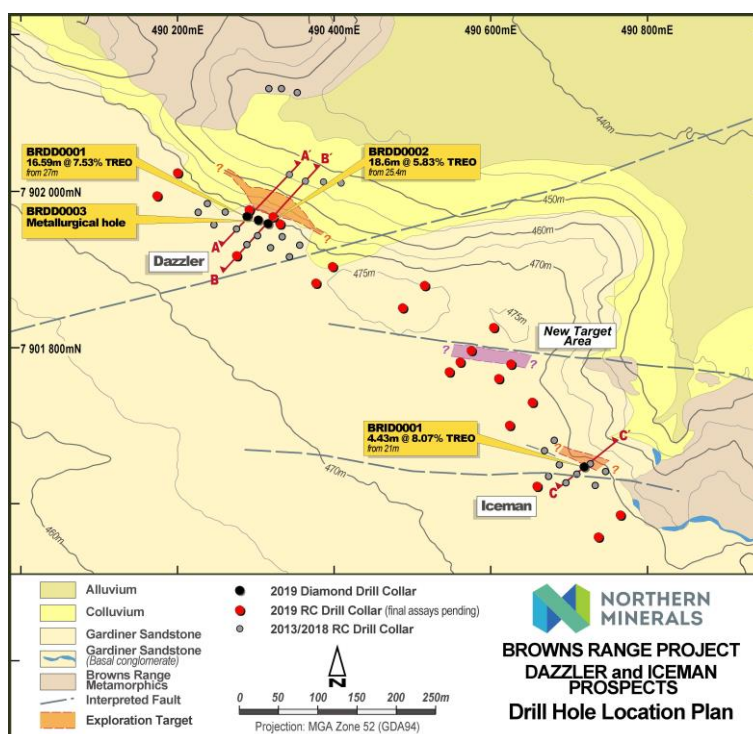 490 200mE
490 400mE
490 600mE
490 800mE
440m
BRDD0001
16.59m @ 7.53% TREO
from 27m
A´
B´
BRDD0002
18.6m @ 5.83% TREO
from 25.4m
7 902 000mN
?
BRDD0003
Metallurgical hole
450m
460m
A
?
Dazzler
470m
B
475m
475m
New Target
Area
7 901 800mN
?
?
BRID0001
4.43m @ 8.07% TREO
from 21m
C´
?
?
470m
C
Iceman
460m
Alluvium
Colluvium
Gardiner Sandstone
Gardiner Sandstone
(Basal conglomerate)
Browns Range
Metamorphics
Interpreted Fault
Exploration Target
2019 Diamond Drill Collar
2019 RC Drill Collar (final assays pending)
2013/2018 RC Drill Collar
N
0 50 100 150 200 250m
Projection: MGA Zone 52 (GDA94)
NORTHERN
MINERALS
BROWNS RANGE PROJECT
DAZZLER and ICEMAN
PROSPECTS
Drill Hole Location Plan